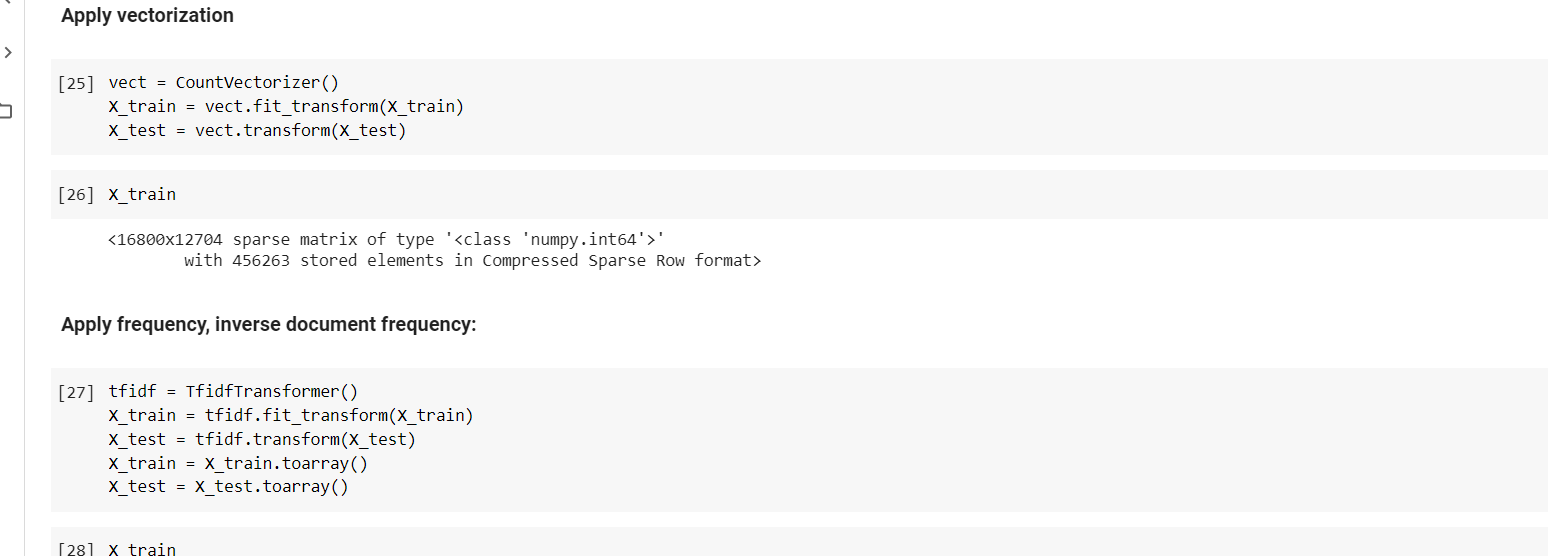 Apply vectorization
[25] vect = CountVectorizer()
X_train = vect.fit_transform(X_train)
X_test = vect.transform(X_test)
[26] X_train
<16800x12704 sparse matrix of type '<class 'numpy.int64'>'
with 456263 stored elements in Compressed Sparse Row format>
Apply frequency, inverse document frequency:
[27] tfidf = TfidfTransformer()
X_train = tfidf.fit_transform(X_train)
X_test = tfidf.transform(X_test)
X_train = X_train.toarray()
X_test = X_test.toarray()
[28] X_train